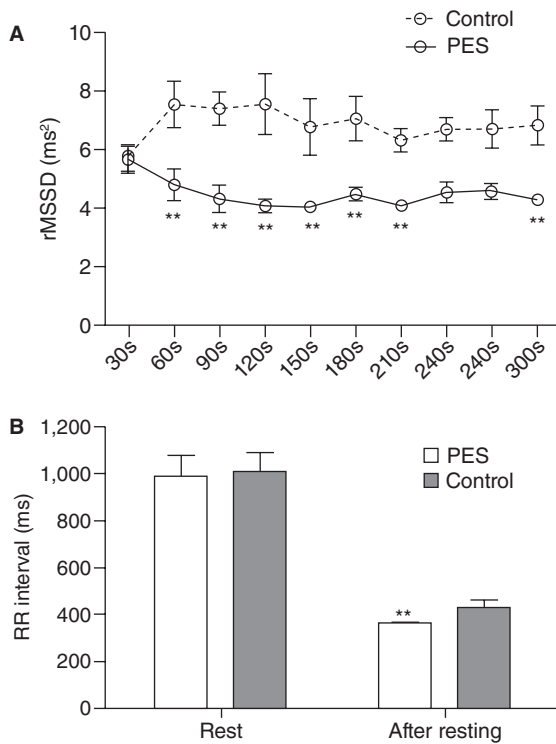 A
Control
PES
10
8
6
4
2
0
rMSSD (ms²)
** ** ** ** ** ** **
30s 60s 90s 120s 150s 180s 210s 240s 240s 300s
B
1,200
1,000
800
600
400
200
0
RR interval (ms)
PES
Control
**
Rest After resting